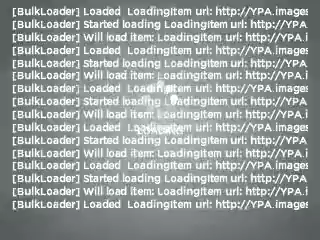 [BulkLoader] Loaded  LoadingItem url: http://YPA.images
[BulkLoader] Started loading LoadingItem url: http://YPA
[BulkLoader] Will load item: LoadingItem url: http://YPA.i
[BulkLoader] Loaded  LoadingItem url: http://YPA.images
[BulkLoader] Started loading LoadingItem url: http://YPA
[BulkLoader] Will load item: LoadingItem url: http://YPA.i
[BulkLoader] Loaded  LoadingItem url: http://YPA.images
[BulkLoader] Started loading LoadingItem url: http://YPA
[BulkLoader] Will load item: LoadingItem url: http://YPA.i
[BulkLoader] Loaded  LoadingItem url: http://YPA.images
LOADING
[BulkLoader] Started loading LoadingItem url: http://YPA
[BulkLoader] Will load item: LoadingItem url: http://YPA.i
[BulkLoader] Loaded  LoadingItem url: http://YPA.images
[BulkLoader] Started loading LoadingItem url: http://YPA
[BulkLoader] Will load item: LoadingItem url: http://YPA.i
[BulkLoader] Loaded  LoadingItem url: http://YPA.images